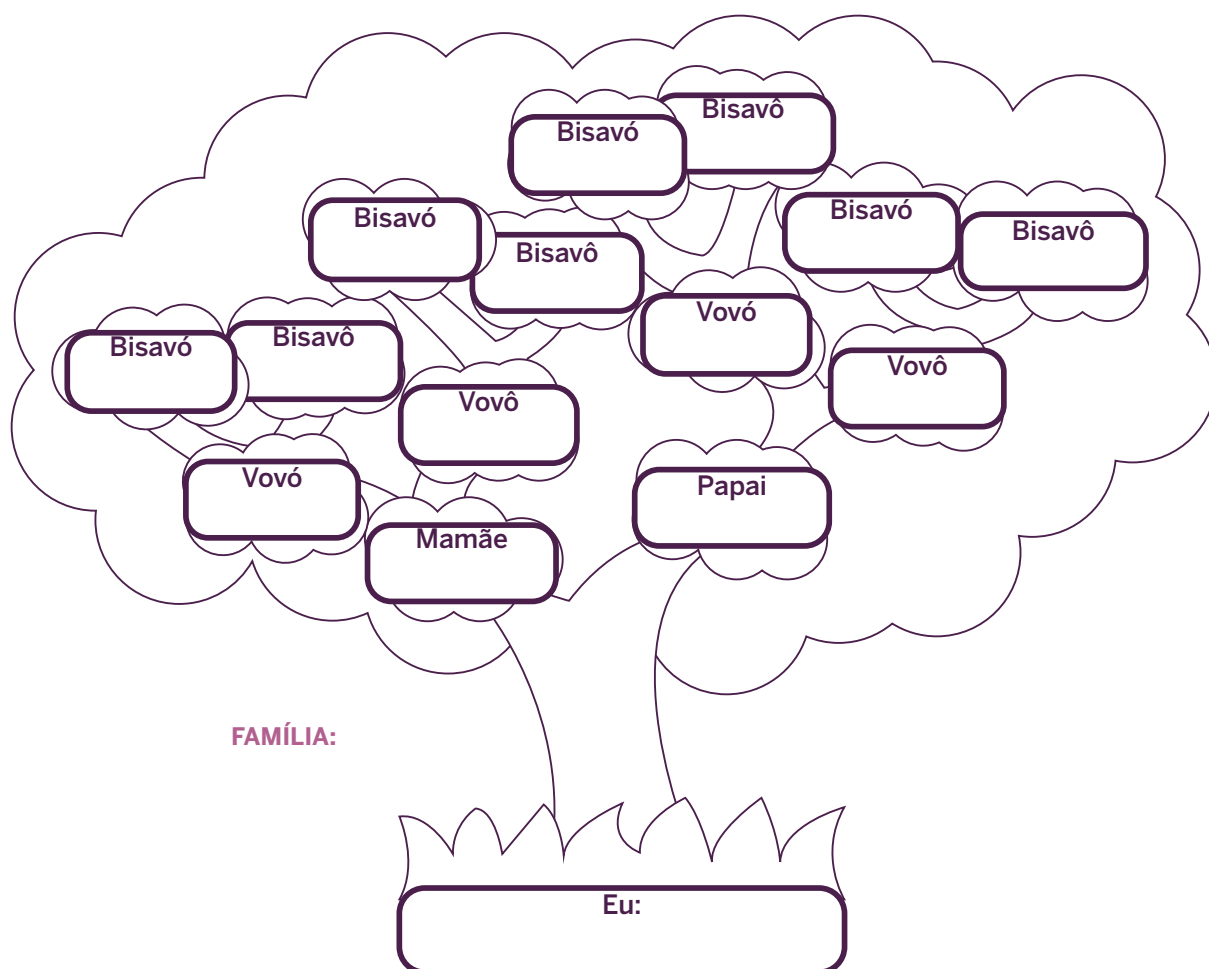 Bisavô
Bisavó
Bisavó
Bisavó
Bisavô
Bisavô
Vovó
Bisavô
Bisavó
Vovô
Vovô
Vovó
Papai
Mamãe
FAMÍLIA:
Eu: